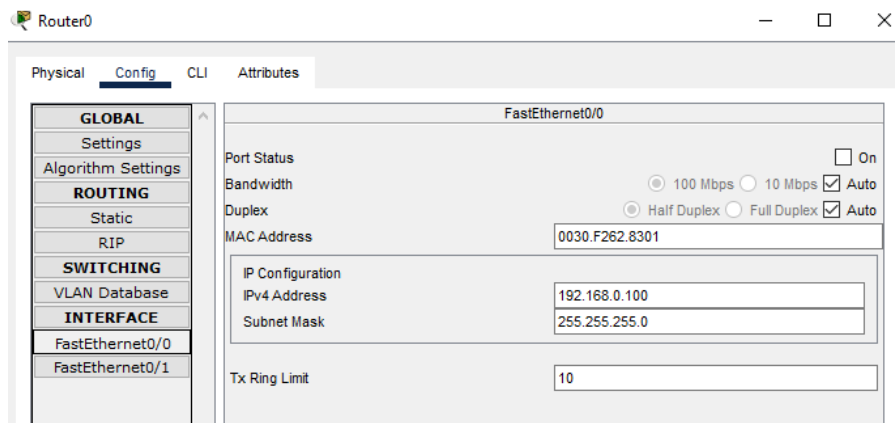 Router0
Physical Config CLI Attributes
GLOBAL
Settings
Algorithm Settings
ROUTING
Static
RIP
SWITCHING
VLAN Database
INTERFACE
FastEthernet0/0
FastEthernet0/1
FastEthernet0/0
Port Status On
Bandwidth 100 Mbps 10 Mbps Auto
Duplex Half Duplex Full Duplex Auto
MAC Address 0030.F262.8301
IP Configuration
IPv4 Address 192.168.0.100
Subnet Mask 255.255.255.0
Tx Ring Limit 10